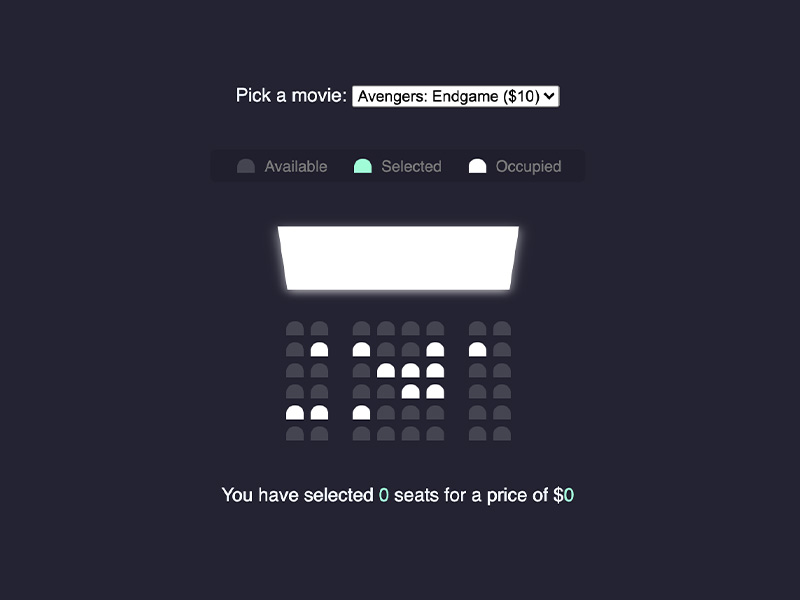 Pick a movie: Avengers: Endgame ($10)
Available Selected Occupied
You have selected 0 seats for a price of $0